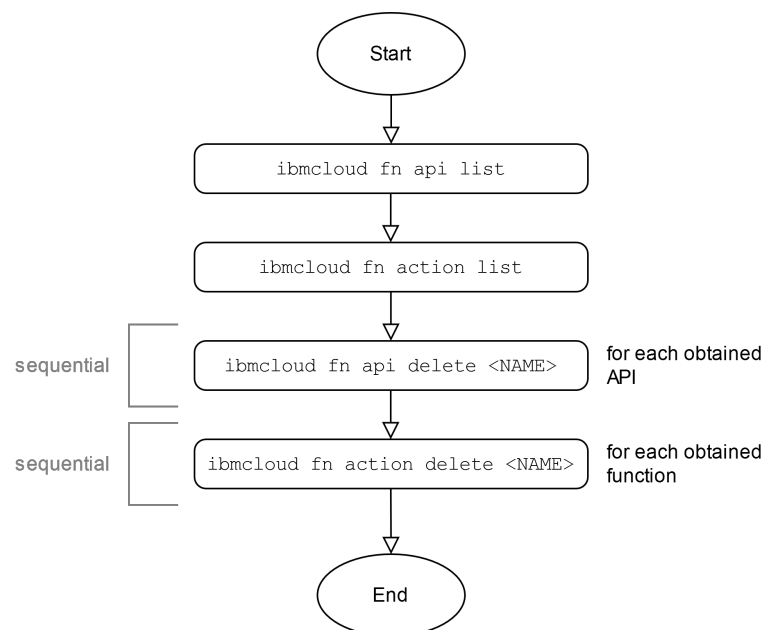 Start
ibmcloud fn api list
ibmcloud fn action list
sequential
ibmcloud fn api delete <NAME>
for each obtained
API
sequential
ibmcloud fn action delete <NAME>
for each obtained
function
End